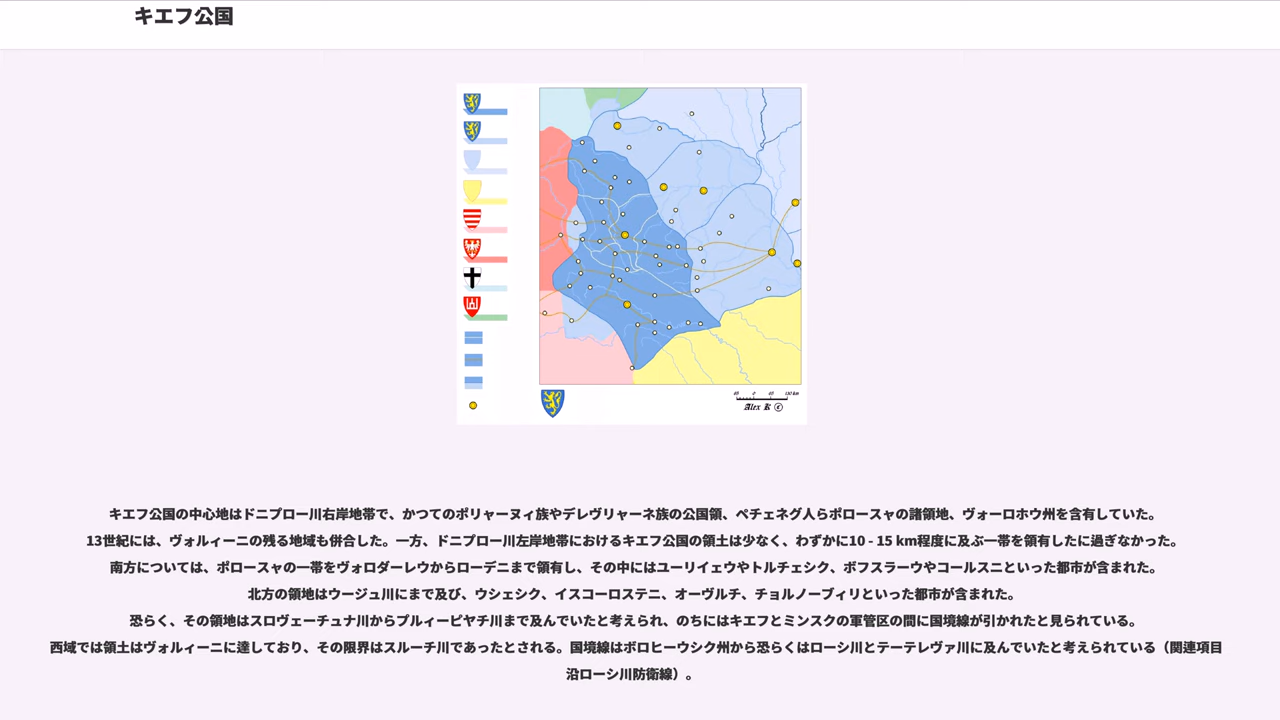 キエフ公国
60 0 60 120 km
Alex K ©
キエフ公国の中心地はドニプロー川右岸地帯で、かつてのポリャーヌィ族やデレヴリャーネ族の公国領、ペチェネグ人らポロースャの諸領地、ヴォーロホウ州を含有していた。
13世紀には、ヴォルィーニの残る地域も併合した。一方、ドニプロー川左岸地帯におけるキエフ公国の領土は少なく、わずかに10 - 15 km程度に及ぶ一帯を領有したに過ぎなかった。
南方については、ポロースャの一帯をヴォロダーレウからローデニまで領有し、その中にはユーリイェウやトルチェシク、ボフスラーウやコールスニといった都市が含まれた。
北方の領地はウージュ川にまで及び、ウシェシク、イスコーロステニ、オーヴルチ、チョルノーブィリといった都市が含まれた。
恐らく、その領地はスロヴェーチュナ川からプルィーピヤチ川まで及んでいたと考えられ、のちにはキエフとミンスクの軍管区の間に国境線が引かれたと見られている。
西域では領土はヴォルィーニに達しており、その限界はスルーチ川であったとされる。国境線はボロヒーウシク州から恐らくはローシ川とテーテレヴァ川に及んでいたと考えられている（関連項目
沿ローシ川防衛線）。